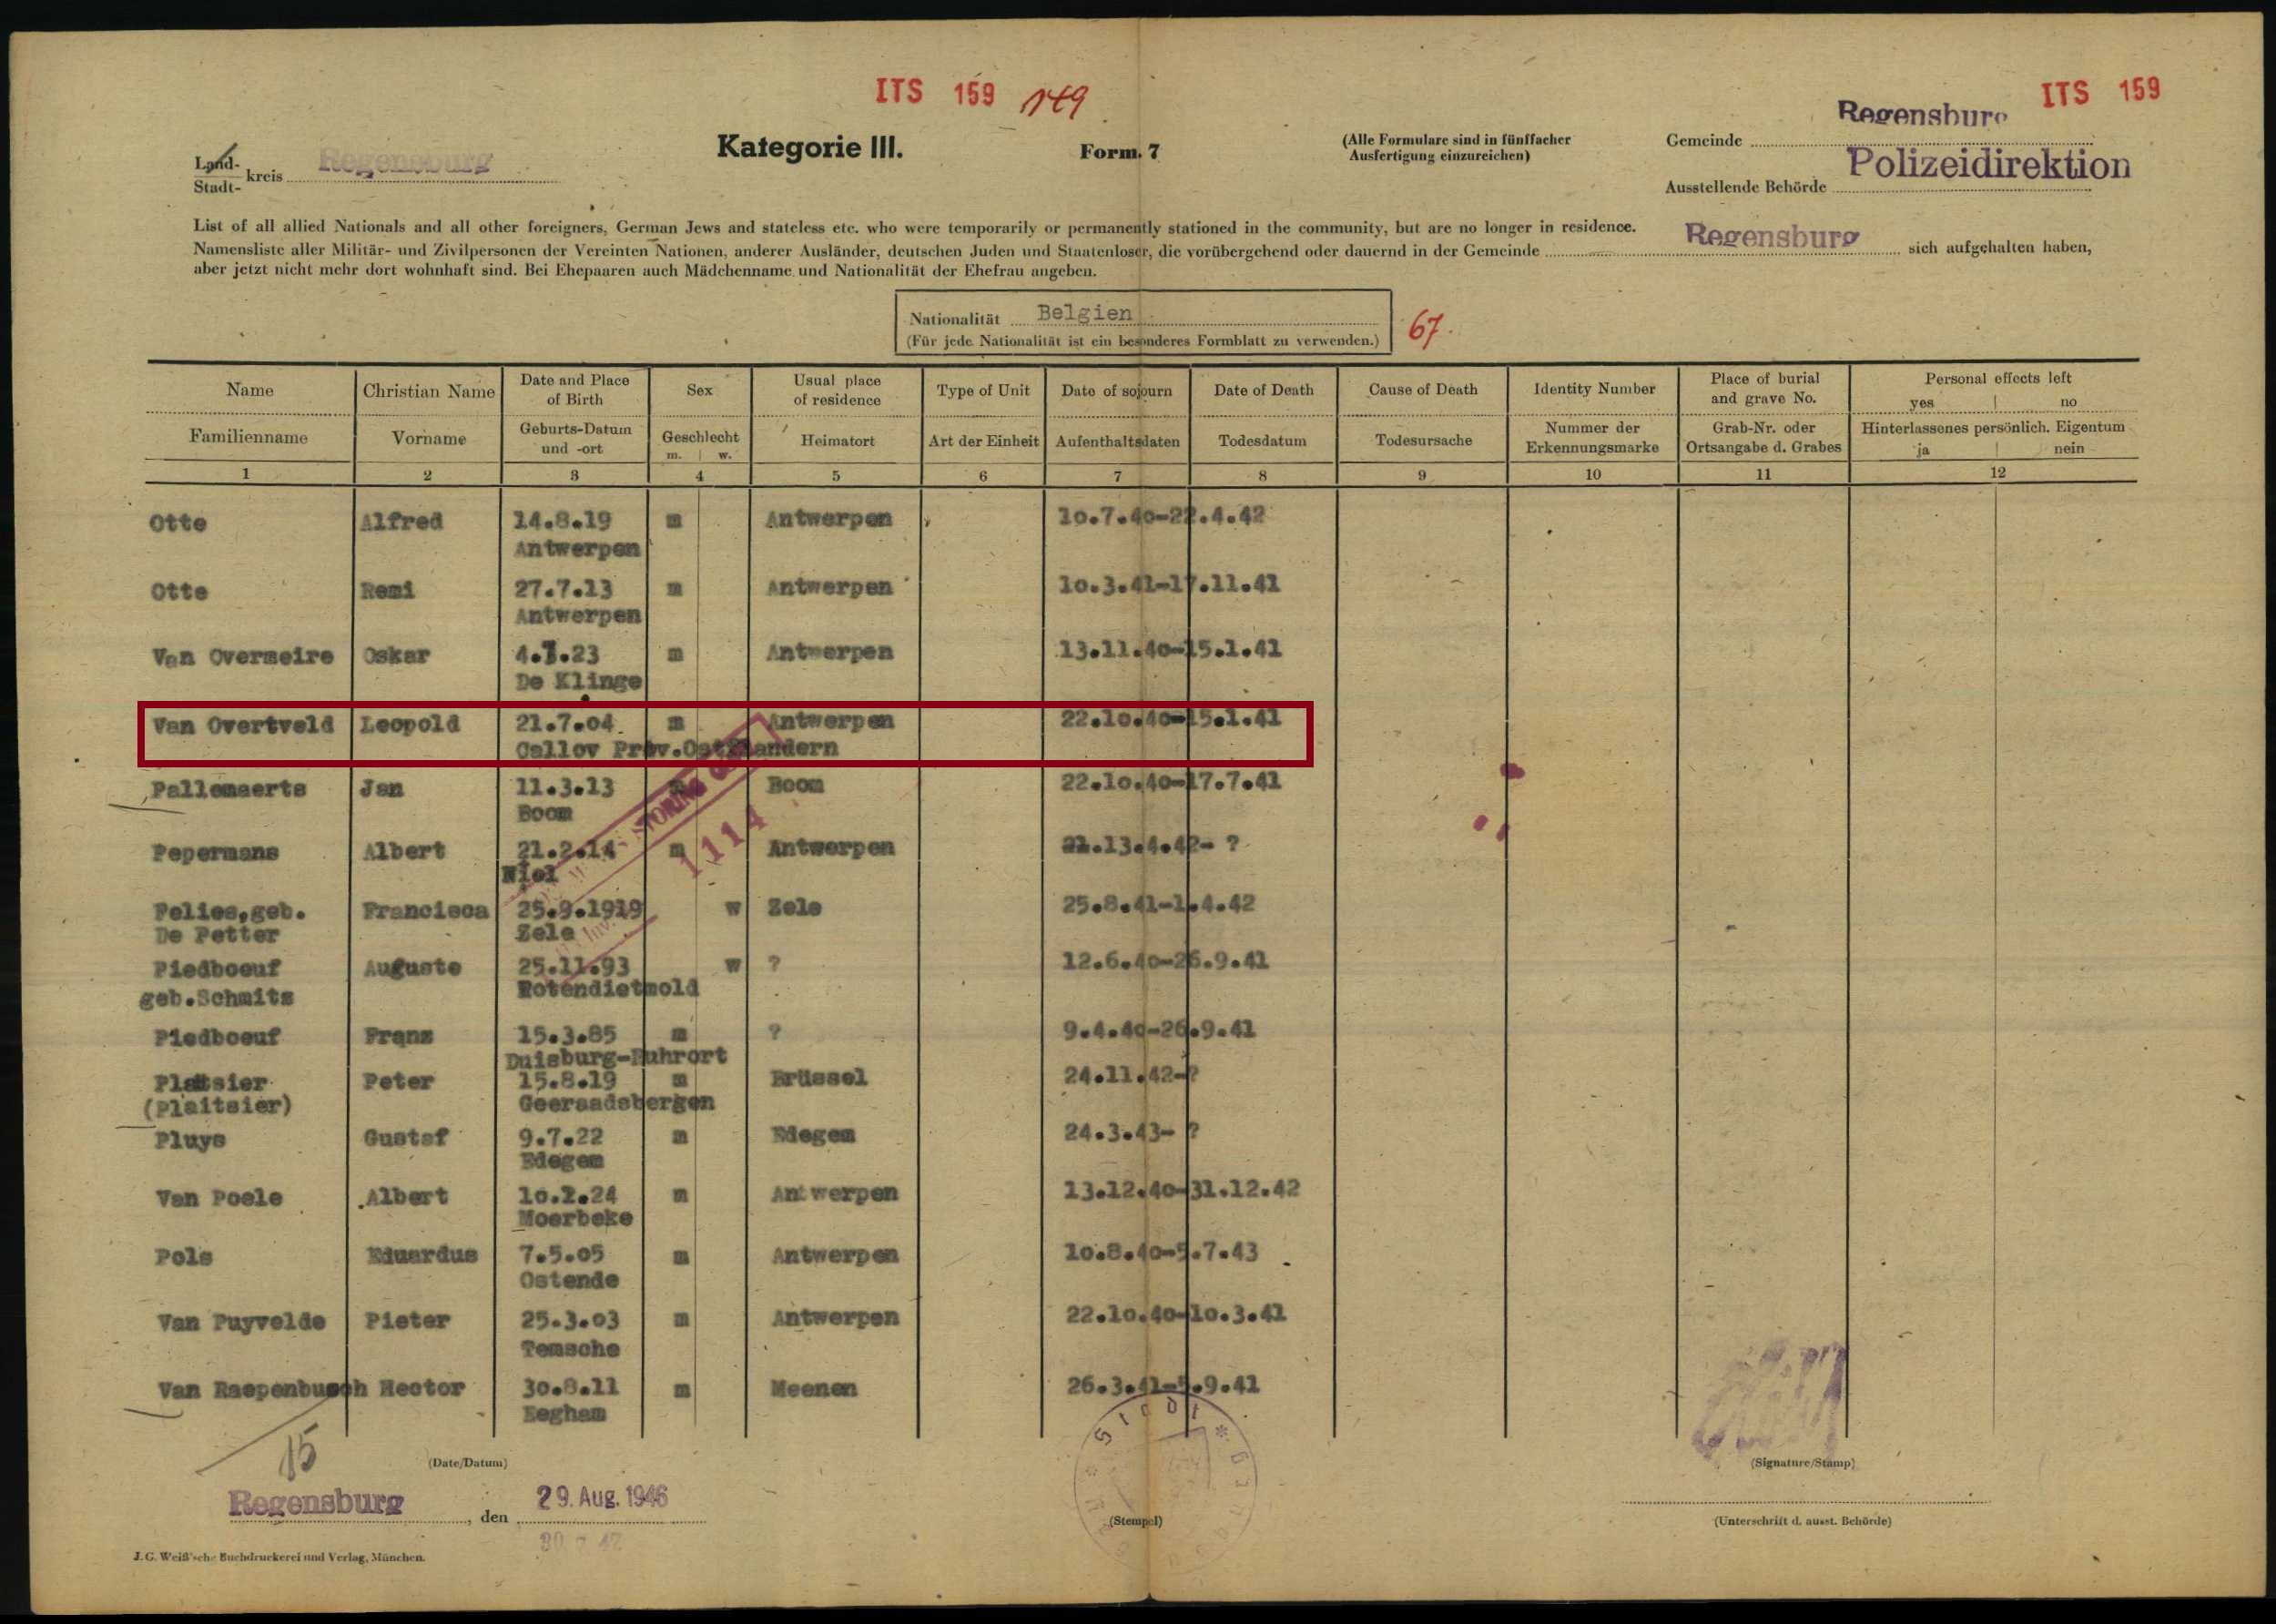 ITS 159 149
ITS 159
Regensburg
Kategorie III.
Form. 7
(Alle Formulare sind in fünffacher
Ausfertigung einzureichen)
Gemeinde
Polizeidirektion
Ausstellende Behörde
Land-
Stadt- kreis Regensburg
List of all allied Nationals and all other foreigners, German Jews and stateless etc. who were temporarily or permanently stationed in the community, but are no longer in residence.
Namensliste aller Militär- und Zivilpersonen der Vereinten Nationen, anderer Ausländer, deutschen Juden und Staatenloser, die vorübergehend oder dauernd in der Gemeinde Regensburg sich aufgehalten haben,
aber jetzt nicht mehr dort wohnhaft sind. Bei Ehepaaren auch Mädchenname und Nationalität der Ehefrau angeben.
Nationalität Belgien
(Für jede Nationalität ist ein besonderes Formblatt zu verwenden.)
67.
Name Christian Name Date and Place of Birth Sex Usual place of residence Type of Unit Date of sojourn Date of Death Cause of Death Identity Number Place of burial and grave No. Personal effects left yes no
Familienname Vorname Geburts-Datum und -ort Geschlecht m. w. Heimatort Art der Einheit Aufenthaltsdaten Todesdatum Todesursache Nummer der Erkennungsmarke Grab-Nr. oder Ortsangabe d. Grabes Hinterlassenes persönlich. Eigentum ja nein
1 2 3 4 5 6 7 8 9 10 11 12
Otte Alfred 14.8.19 m Antwerpen 10.7.40-22.4.42
Antwerpen
Otte Remi 27.7.13 m Antwerpen 10.3.41-17.11.41
Antwerpen
Van Overmeire Oskar 4.1.23 m Antwerpen 13.11.40-15.1.41
De Klinge
Van Overtveld Leopold 21.7.04 m Antwerpen 22.10.40-15.1.41
Callov Prov.Ostflandern
Pallemaerts Jan 11.3.13 m Boom 22.10.40-17.7.41
Boom
Pepermans Albert 21.2.14 m Antwerpen 13.4.42- ?
Niel
1114
Pelies,geb. Francisca 25.9.1919 w Zele 25.8.41-1.4.42
De Petter Zele
Piedboeuf Auguste 25.11.93 w ? 12.6.40-26.9.41
geb.Schmitz Rotendietmold
Piedboeuf Franz 15.3.85 m ? 9.4.40-26.9.41
Duisburg-Ruhrort
Platsier Peter 15.8.19 m Brüssel 24.11.42-?
(Plaitsier) Geeraadsbergen
Pluys Gustaf 9.7.22 m Edegem 24.3.43- ?
Edegem
Van Poele Albert 10.2.24 m Antwerpen 13.12.40-31.12.42
Moerbeke
Pols Eduardus 7.5.05 m Antwerpen 10.8.40-5.7.43
Ostende
Van Puyvelde Pieter 25.3.03 m Antwerpen 22.10.40-10.3.41
Temsche
Van Raepenbusch Hector 30.8.11 m Meenen 26.3.41-5.9.41
Eegham
15
(Date/Datum)
Regensburg, den 29. Aug. 1946
(Stempel)
(Signature/Stamp)
(Unterschrift d. ausst. Behörde)
J. G. Weiß'sche Buchdruckerei und Verlag, München.